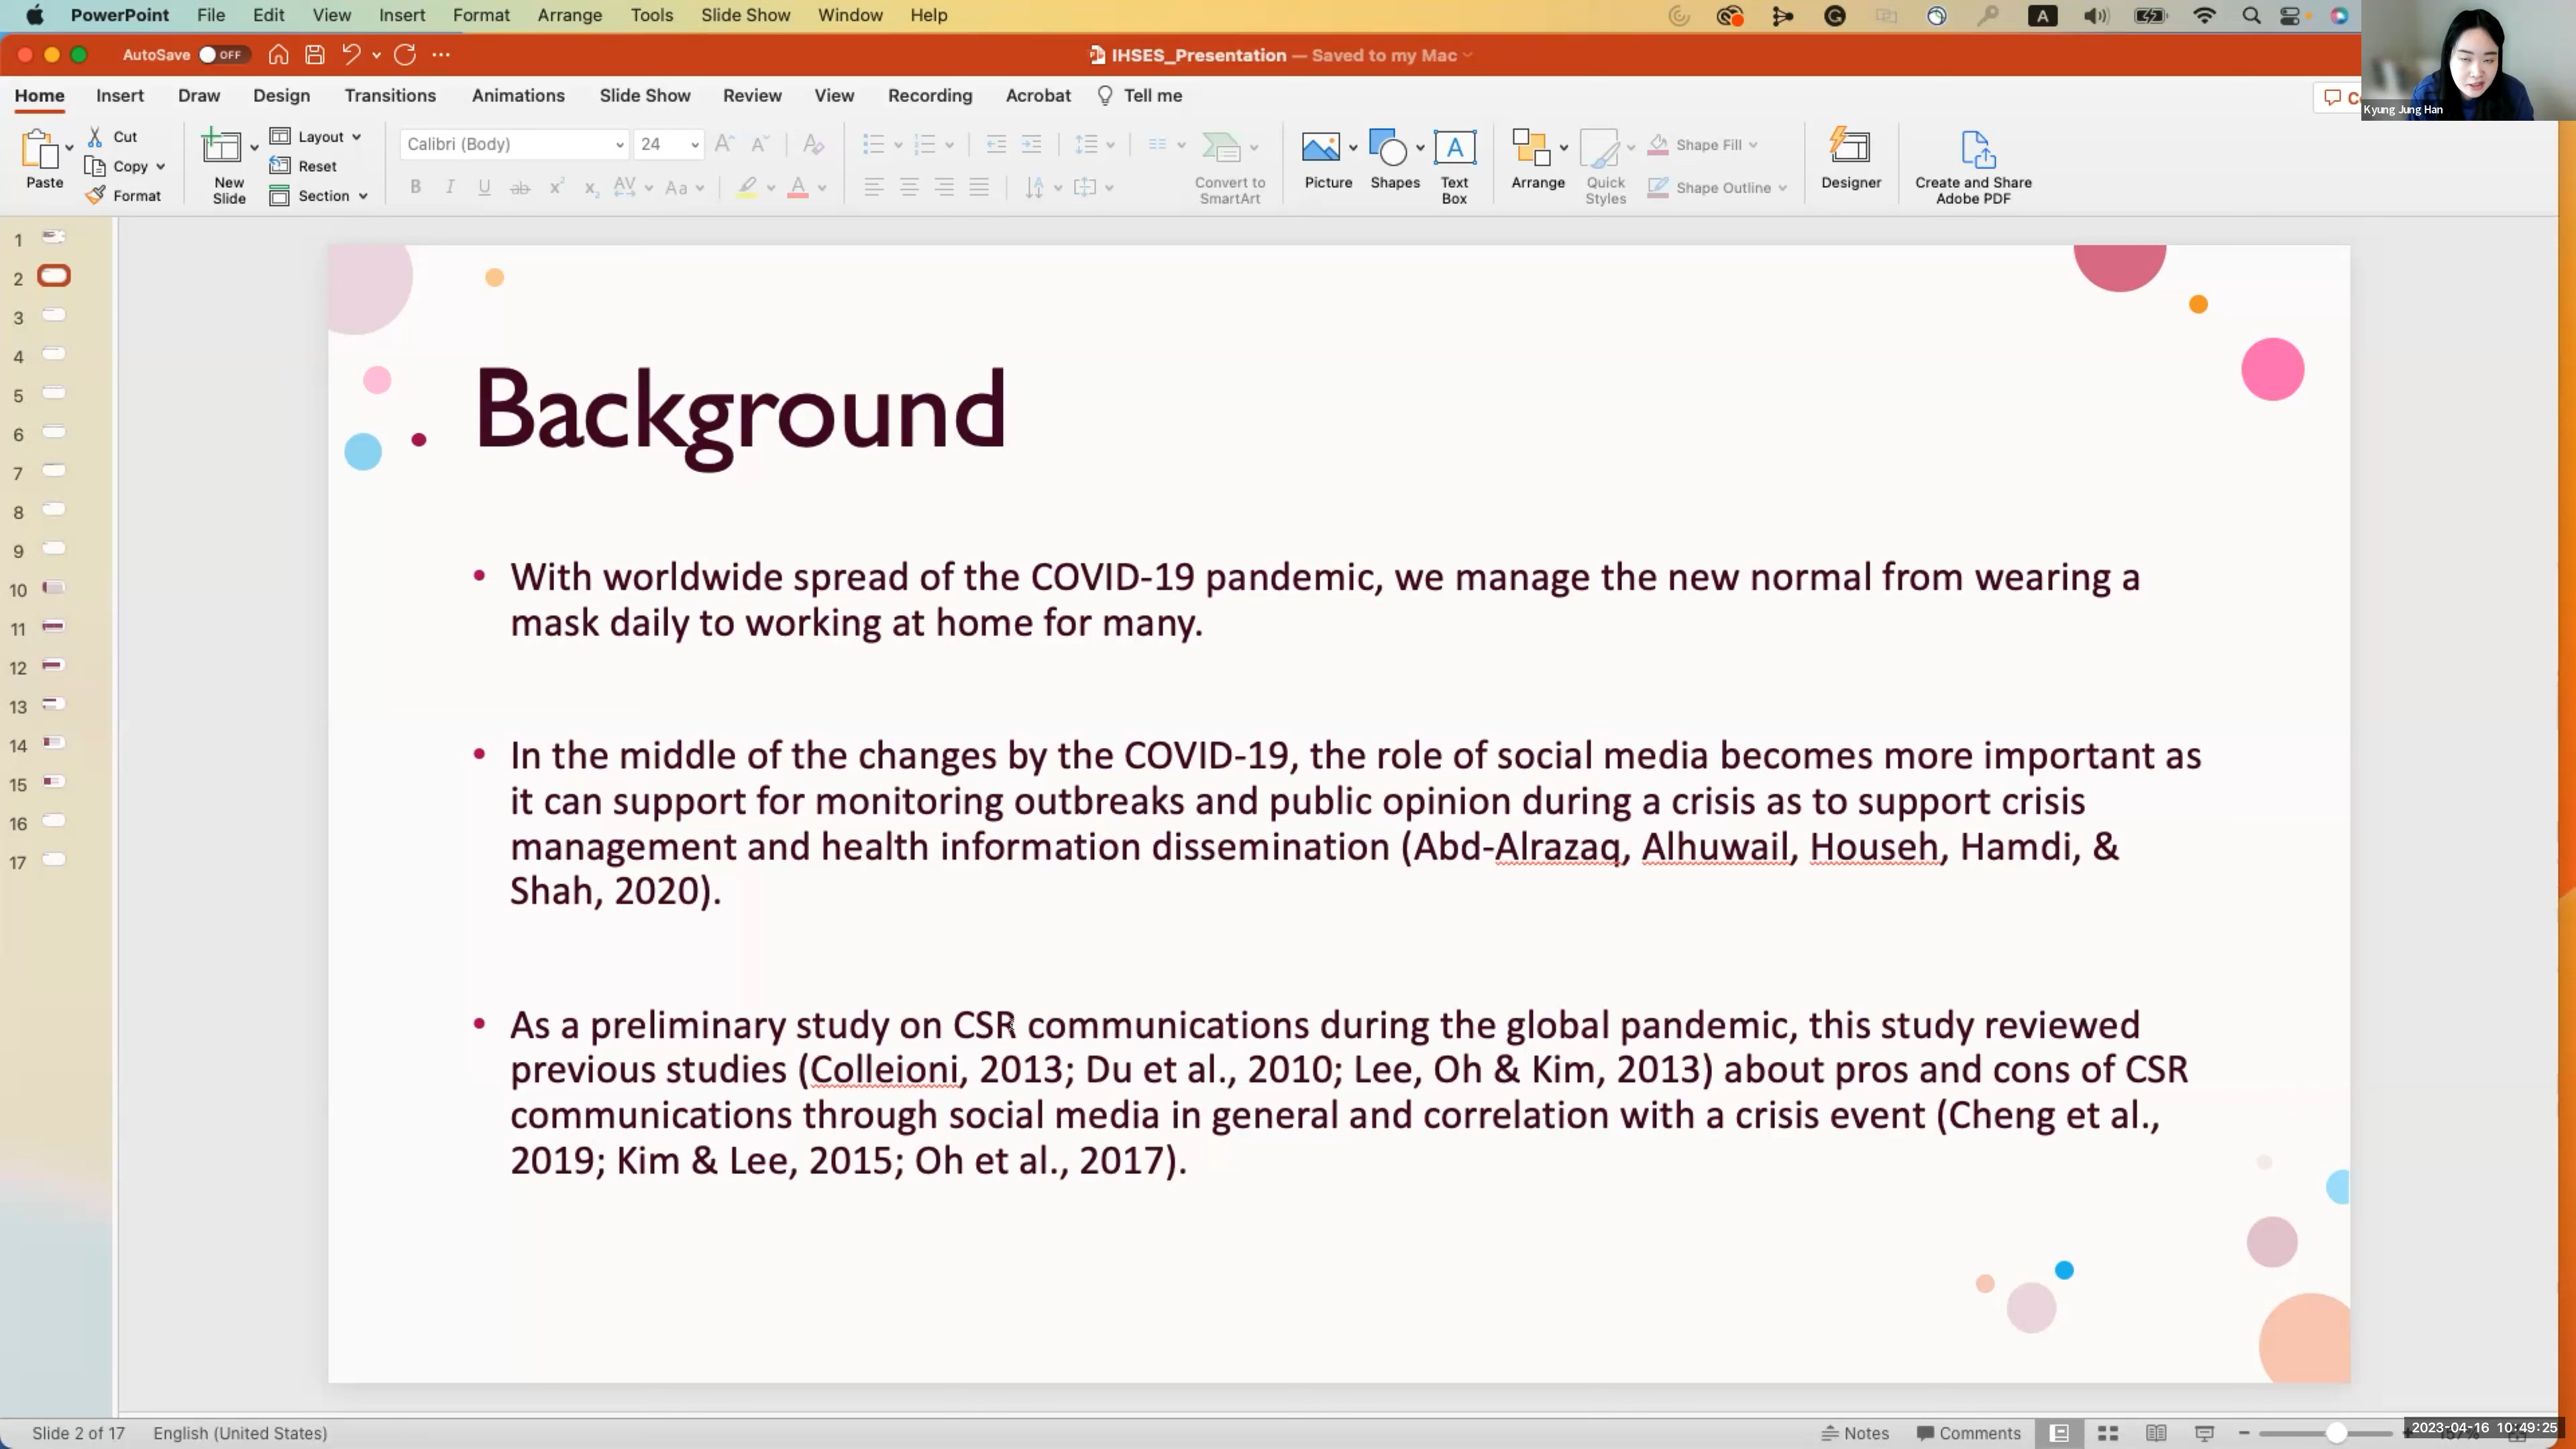 PowerPoint File Edit View Insert Format Arrange Tools Slide Show Window Help
A
Kyung Jung Han
AutoSave OFF
IHSES_Presentation — Saved to my Mac
Home Insert Draw Design Transitions Animations Slide Show Review View Recording Acrobat Tell me
Paste
Cut
Copy
Format
New Slide
Layout
Reset
Section
Calibri (Body) 24
Convert to SmartArt
Picture
Shapes
Text Box
Arrange
Quick Styles
Shape Fill
Shape Outline
Designer
Create and Share Adobe PDF
1
2
3
4
5
6
7
8
9
10
11
12
13
14
15
16
17
Background
• With worldwide spread of the COVID-19 pandemic, we manage the new normal from wearing a
mask daily to working at home for many.
• In the middle of the changes by the COVID-19, the role of social media becomes more important as
it can support for monitoring outbreaks and public opinion during a crisis as to support crisis
management and health information dissemination (Abd-Alrazaq, Alhuwail, Househ, Hamdi, &
Shah, 2020).
• As a preliminary study on CSR communications during the global pandemic, this study reviewed
previous studies (Colleioni, 2013; Du et al., 2010; Lee, Oh & Kim, 2013) about pros and cons of CSR
communications through social media in general and correlation with a crisis event (Cheng et al.,
2019; Kim & Lee, 2015; Oh et al., 2017).
Slide 2 of 17 English (United States) Notes Comments
2023-04-16 10:49:25